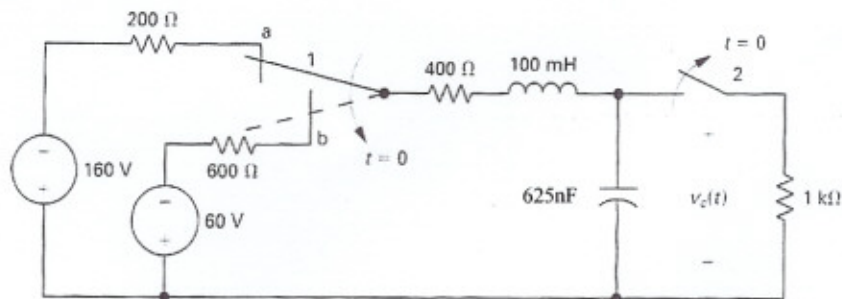 200 Ω
a
1
400 Ω
100 mH
t = 0
2
b
t = 0
600 Ω
-
160 V
+
-
60 V
+
625nF
+
v_c(t)
-
1 kΩ